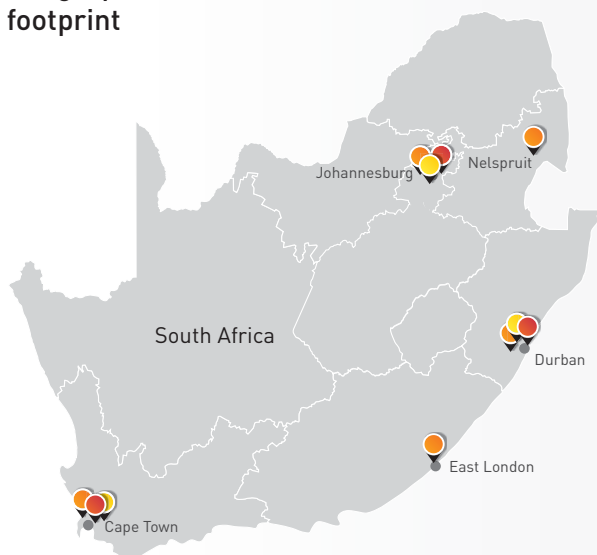 footprint
Johannesburg
Nelspruit
South Africa
Durban
East London
Cape Town